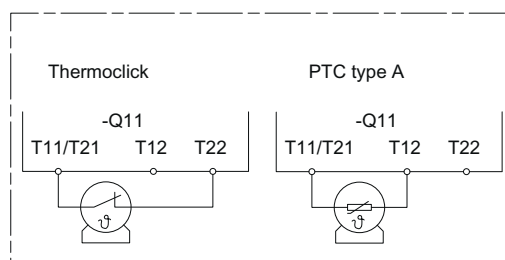 Thermoclick PTC type A
-Q11 -Q11
T11/T21 T12 T22 T11/T21 T12 T22
ϑ ϑ